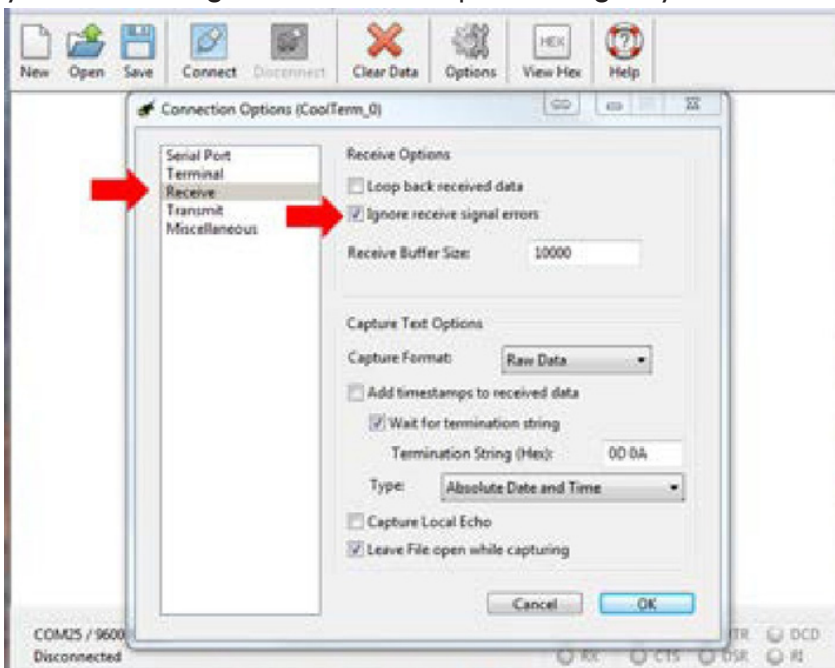 New Open Save Connect Disconnect Clear Data Options View Hex Help
HEX
Connection Options (CoolTerm_0)
Serial Port
Terminal
Receive
Transmit
Miscellaneous
Receive Options
Loop back received data
Ignore receive signal errors
Receive Buffer Size: 10000
Capture Text Options
Capture Format: Raw Data
Add timestamps to received data
Wait for termination string
Termination String (Hex): 0D 0A
Type: Absolute Date and Time
Capture Local Echo
Leave File open while capturing
Cancel OK
COM25 / 9600
Disconnected
TR DCD
RX CTS DSR RI